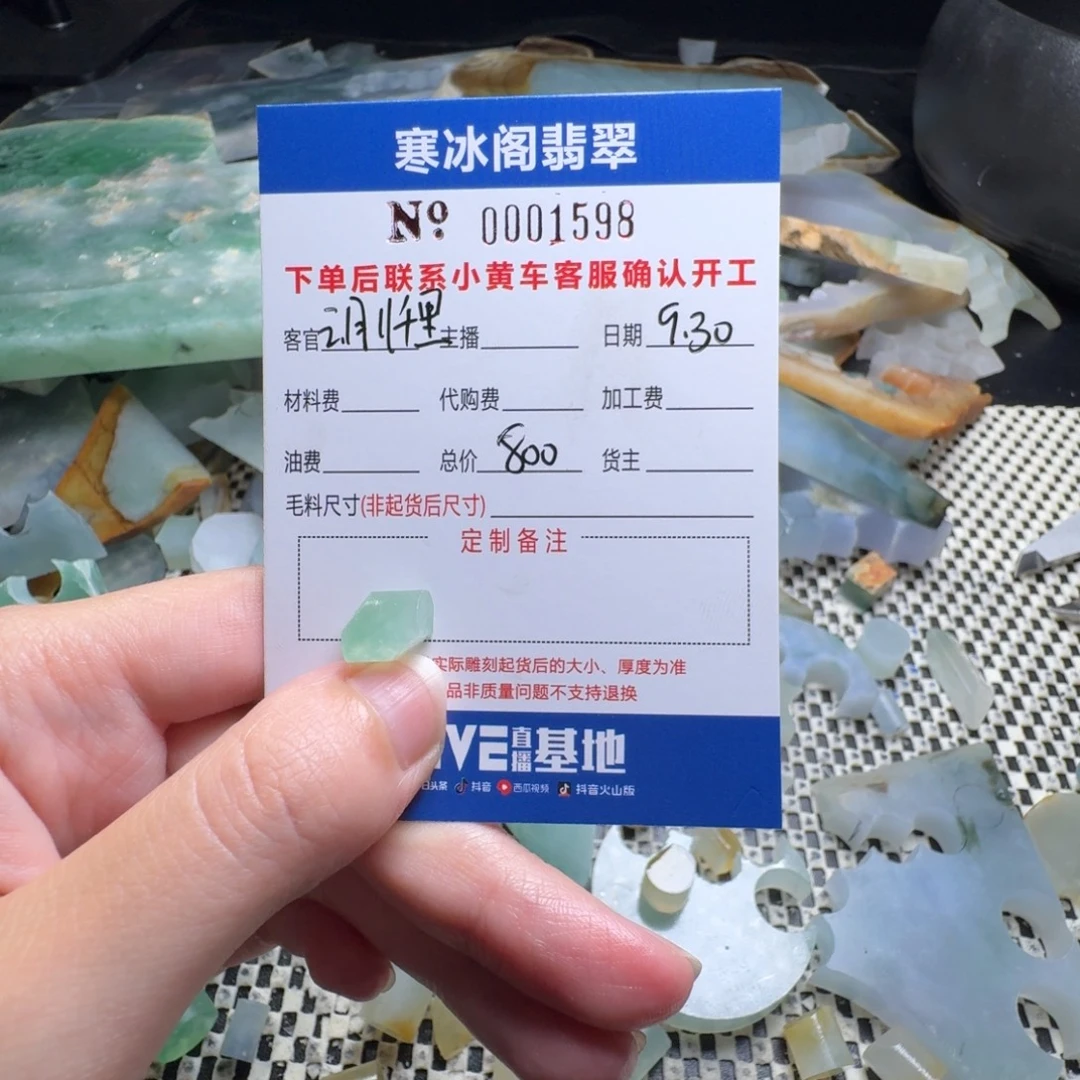 寒冰阁翡翠
Nº 0001598
下单后联系小黄车客服确认开工
客官 主播 日期 9.30
材料费 代购费 加工费
油费 总价 800 货主
毛料尺寸(非起货后尺寸)
定制备注
实际雕刻起货后的大小、厚度为准
品非质量问题不支持退换
VE直播基地
日头条 抖音 西瓜视频 抖音火山版